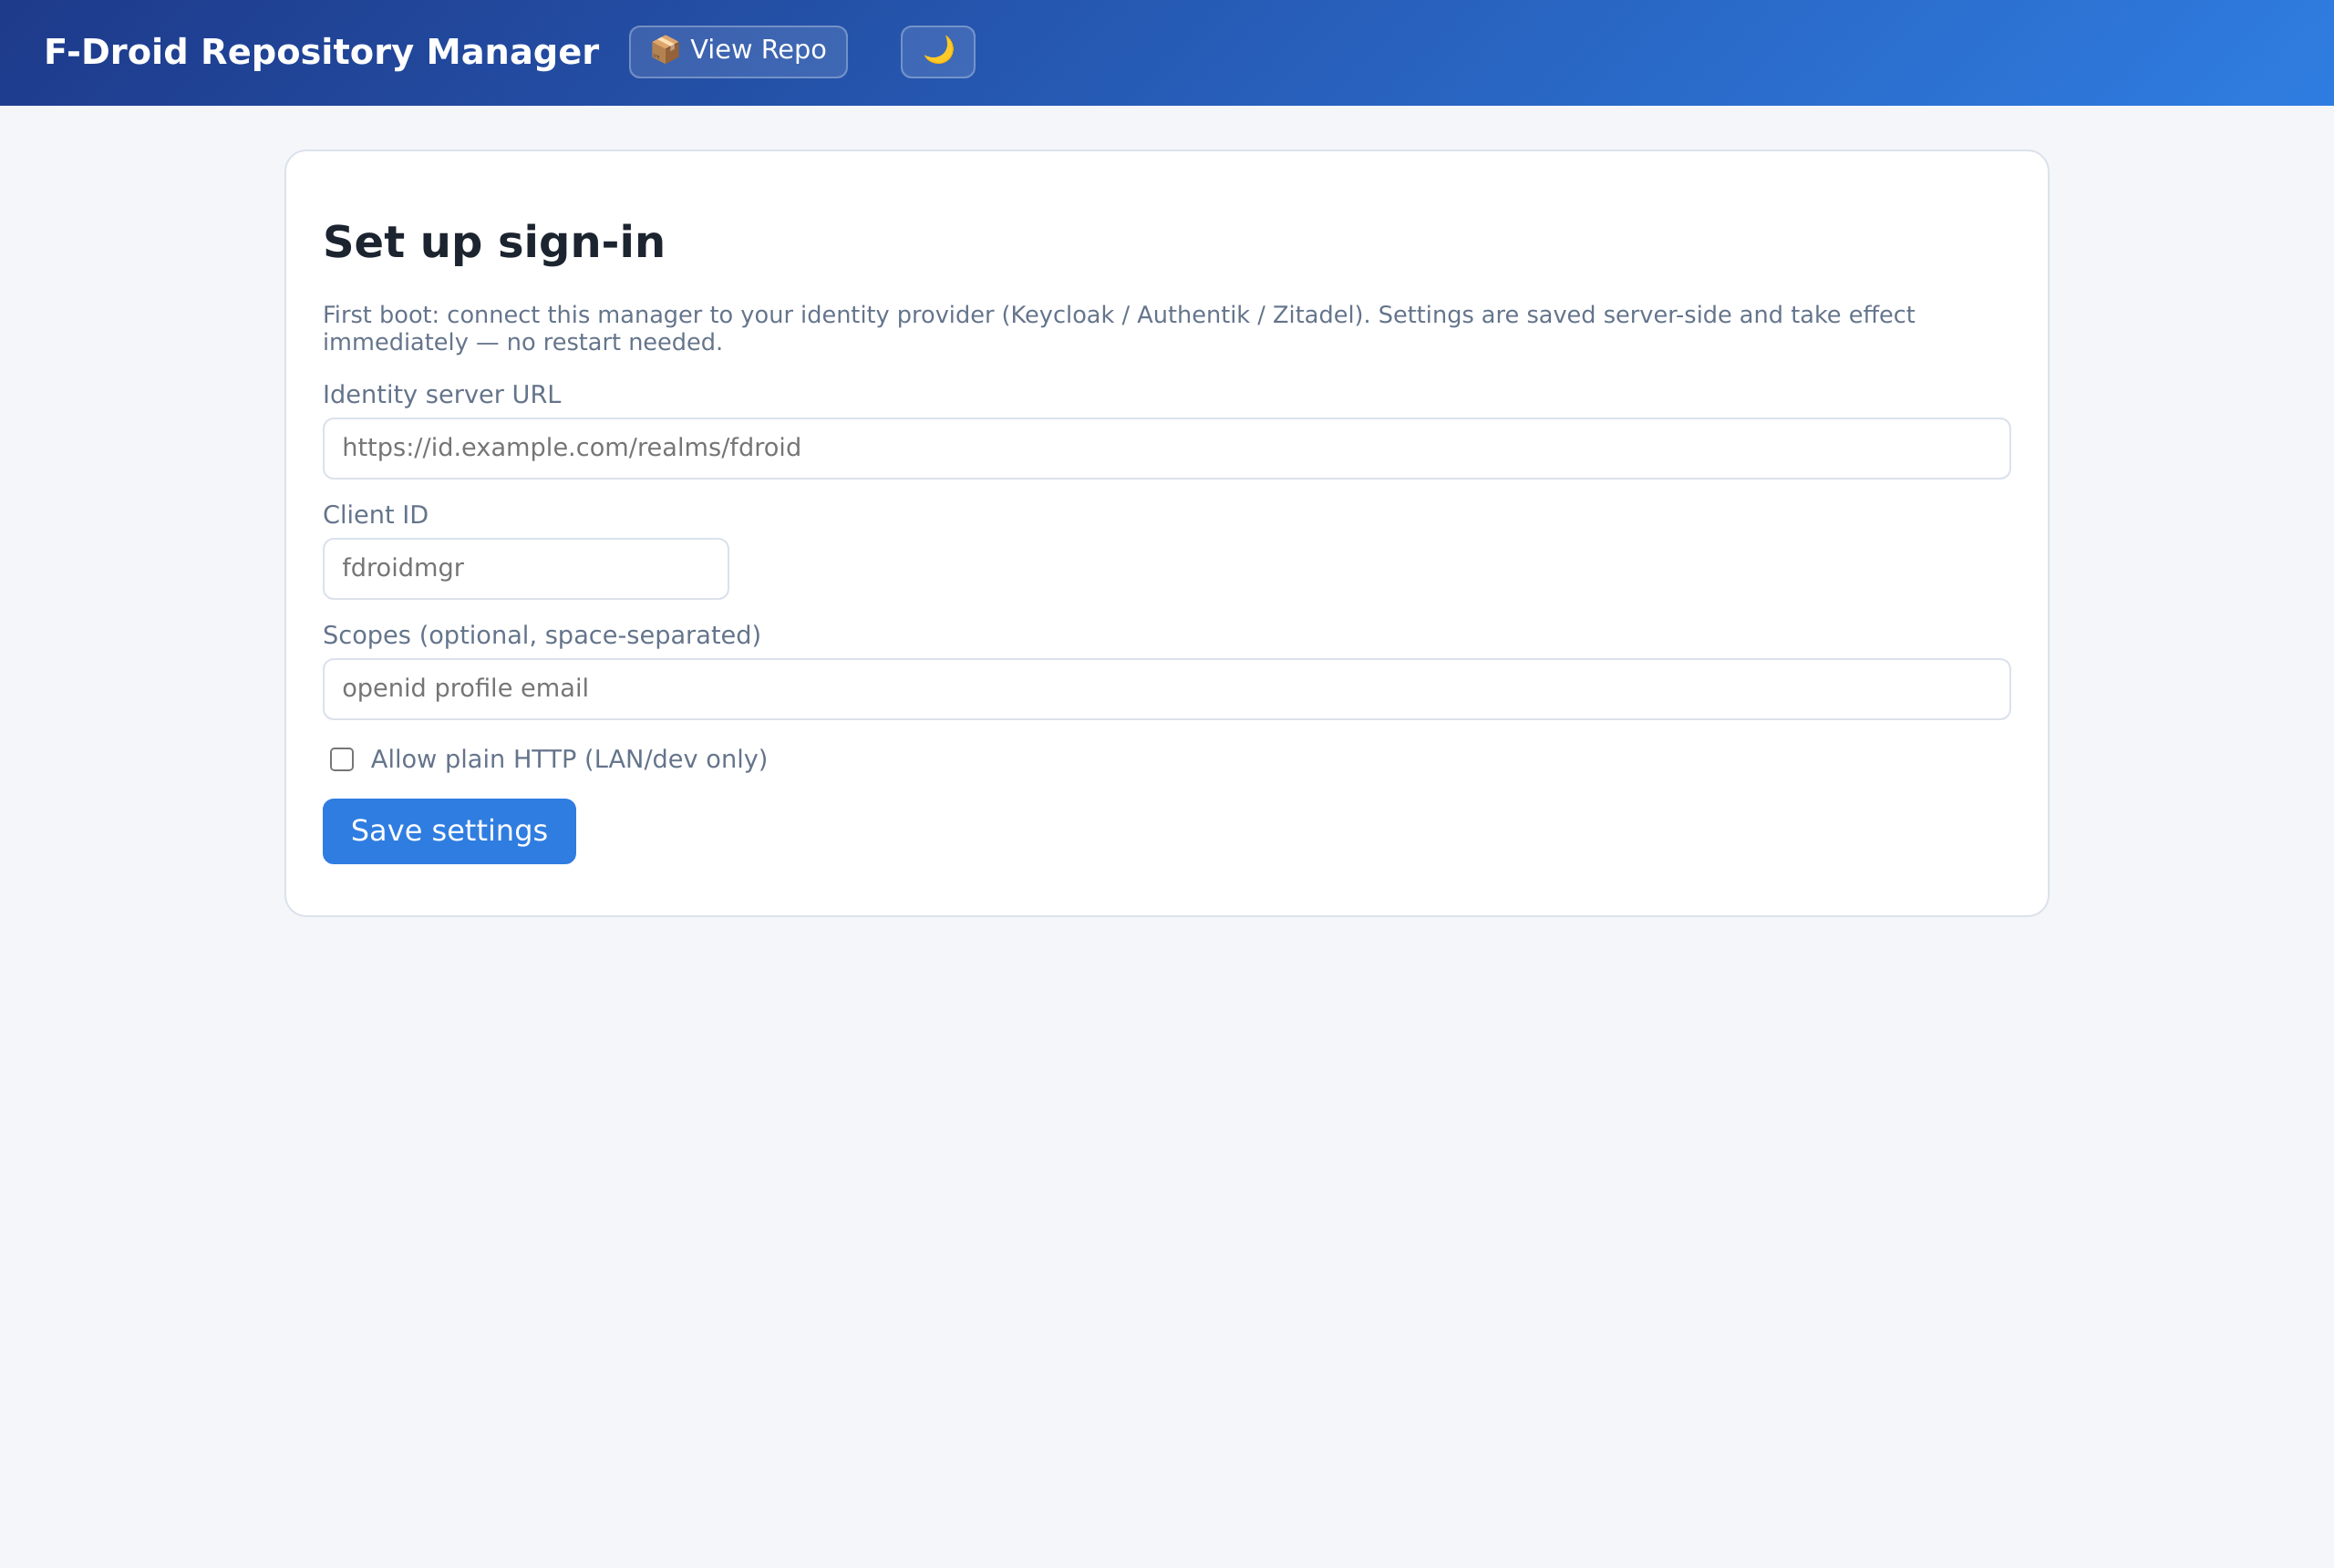 F-Droid Repository Manager
📦 View Repo
🌙
Set up sign-in
First boot: connect this manager to your identity provider (Keycloak / Authentik / Zitadel). Settings are saved server-side and take effect
immediately — no restart needed.
Identity server URL
https://id.example.com/realms/fdroid
Client ID
fdroidmgr
Scopes (optional, space-separated)
openid profile email
Allow plain HTTP (LAN/dev only)
Save settings